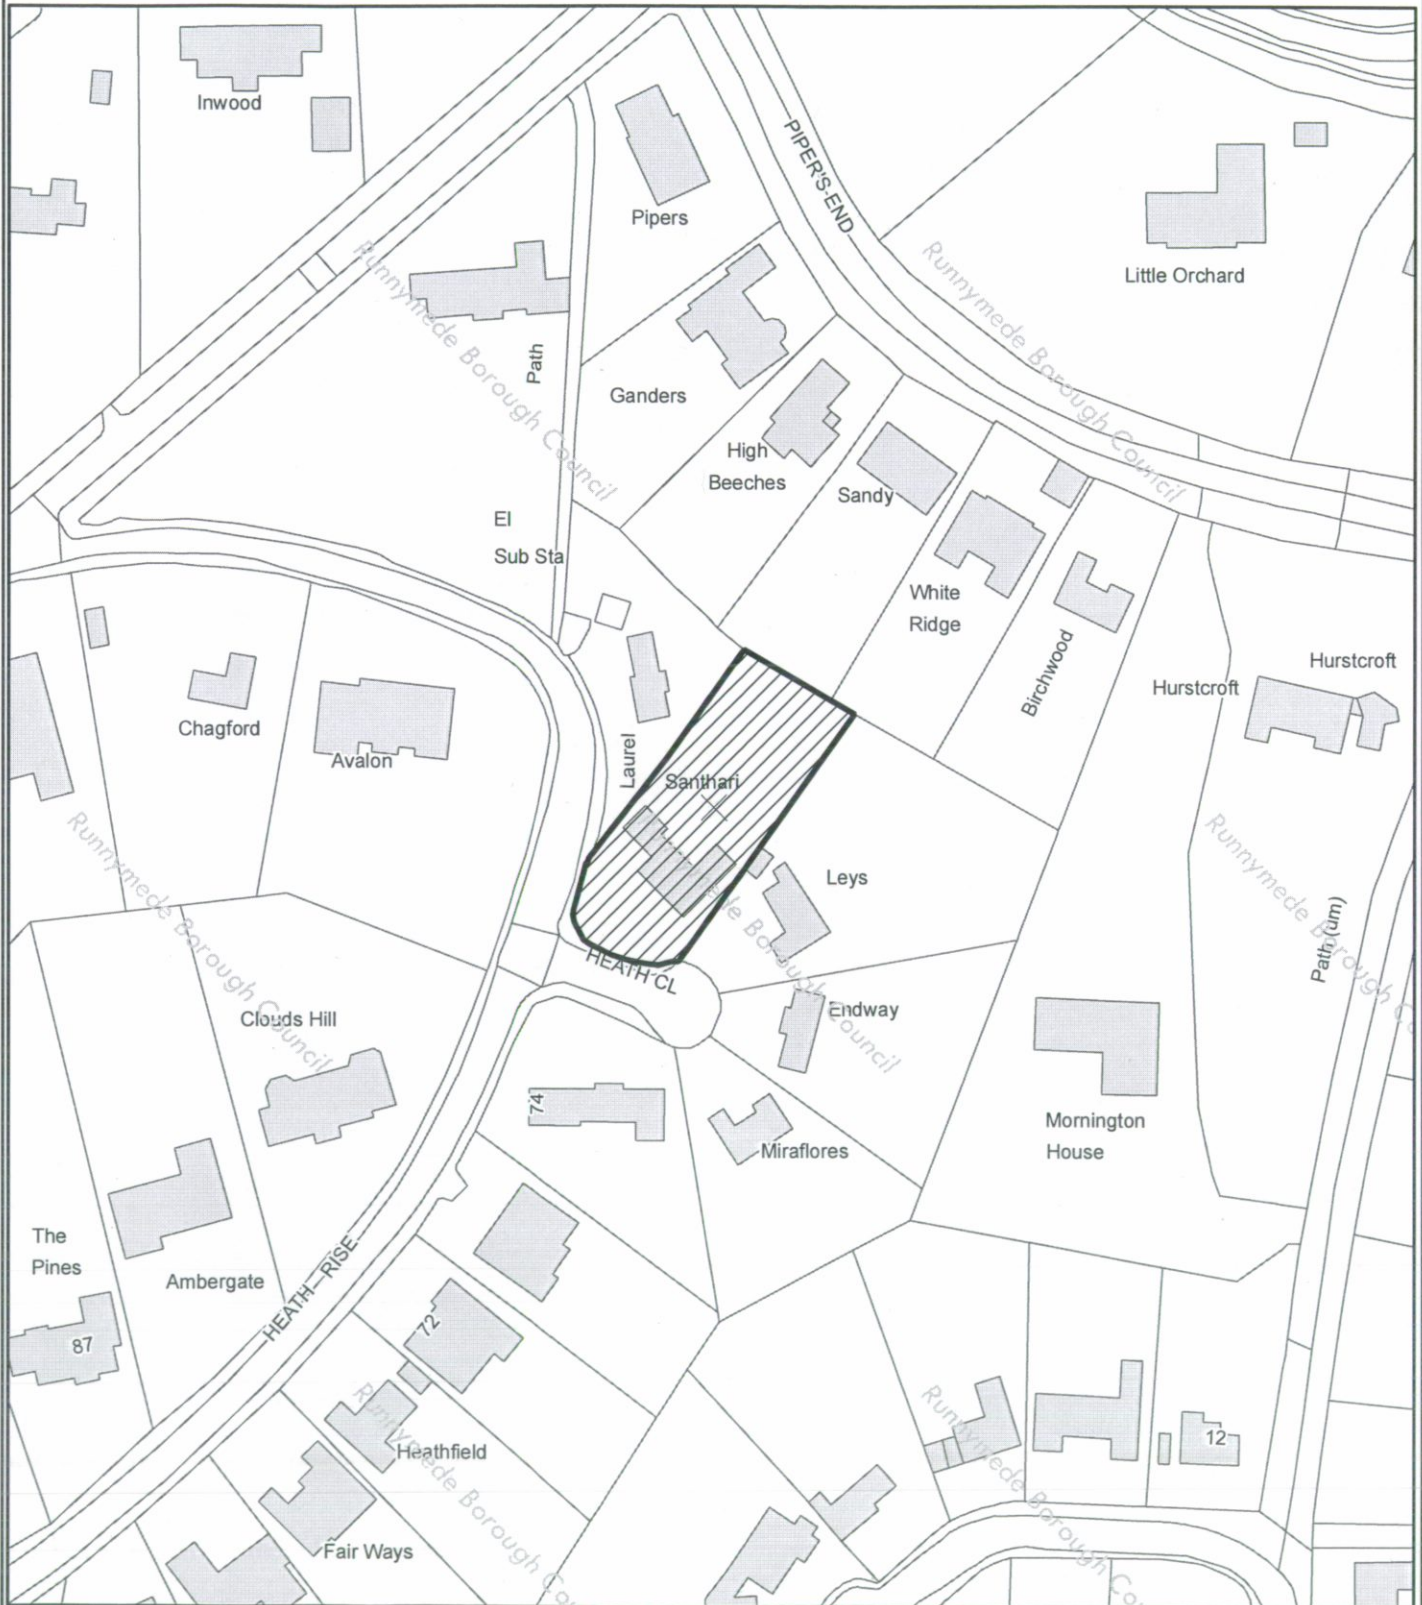 Inwood
PIPER'S END
Pipers
Little Orchard
Runnymede Borough Council
Runnymede Borough Council
Path
Ganders
High
Beeches
Sandy
El
Sub Sta
White
Ridge
Birchwood
Hurstcroft
Hurstcroft
Chagford
Avalon
Laurel
Santhari
Runnymede Borough Council
Runnymede Borough Council
Runnymede Borough Co
Leys
Path (um)
HEATH CL
Endway
Clouds Hill
74
Mornington
House
Miraflores
The
Pines
HEATH RISE
Ambergate
72
87
Runnymede Borough Cou
Runnymede Borough Cou
12
Heathfield
Fair Ways